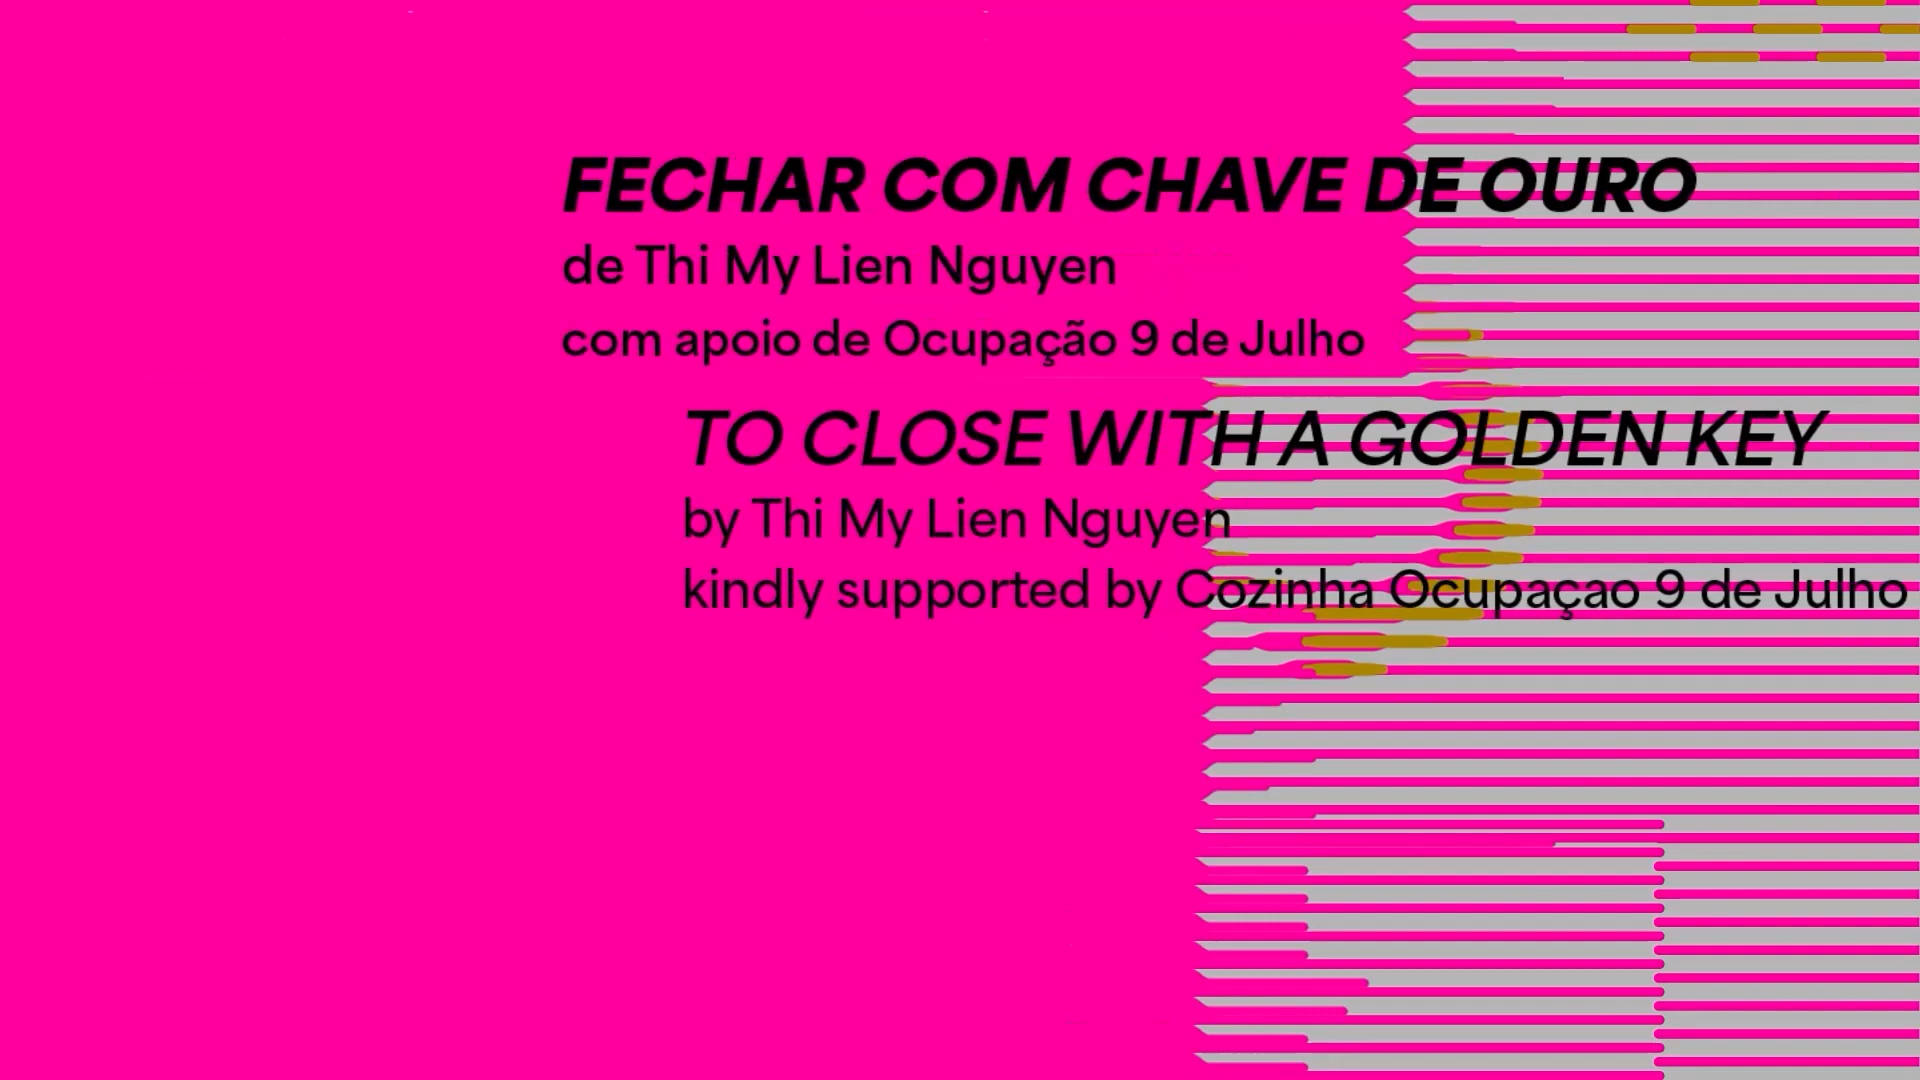 FECHAR COM CHAVE DE OURO
de Thi My Lien Nguyen
com apoio de Ocupação 9 de Julho
TO CLOSE WITH A GOLDEN KEY
by Thi My Lien Nguyen
kindly supported by Cozinha Ocupaçao 9 de Julho